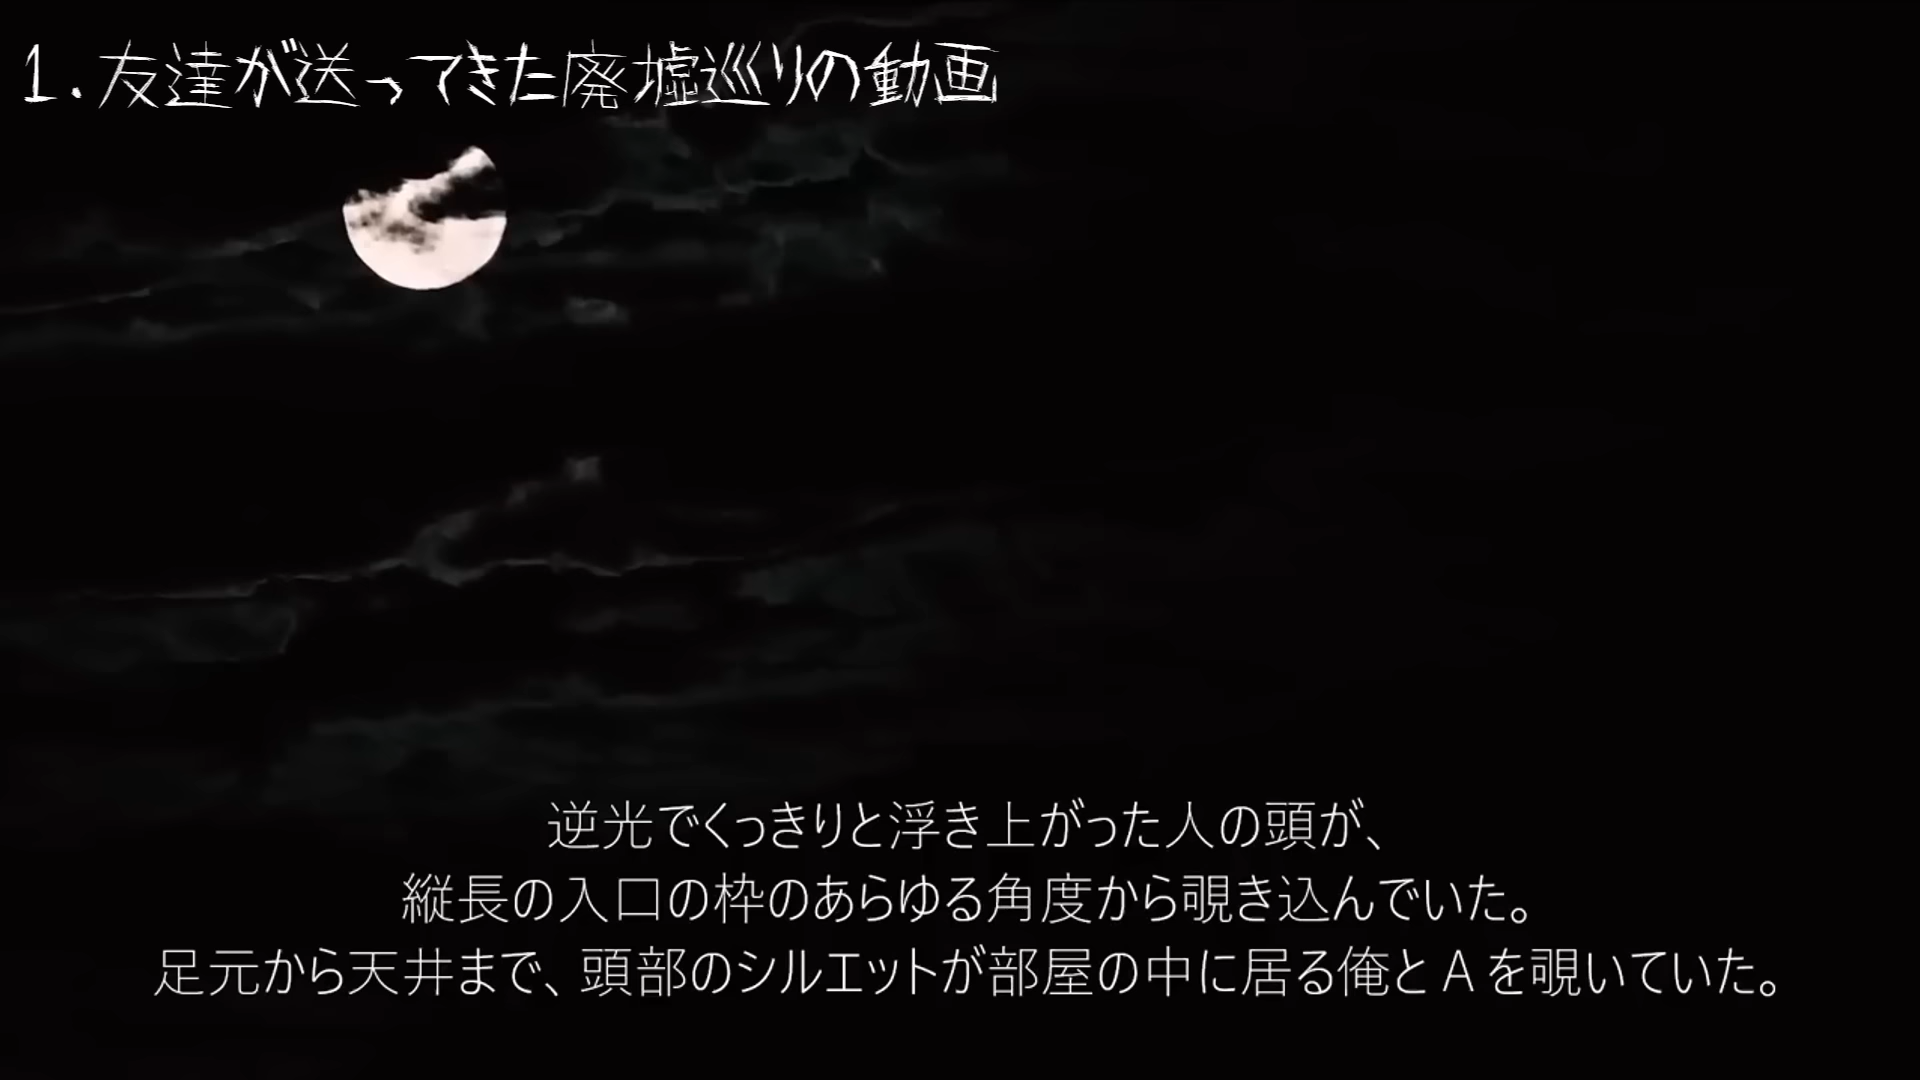 1.友達が送ってきた廃墟巡りの動画
逆光でくっきりと浮き上がった人の頭が、
縦長の入口の枠のあらゆる角度から覗き込んでいた。
足元から天井まで、頭部のシルエットが部屋の中に居る俺とAを覗いていた。